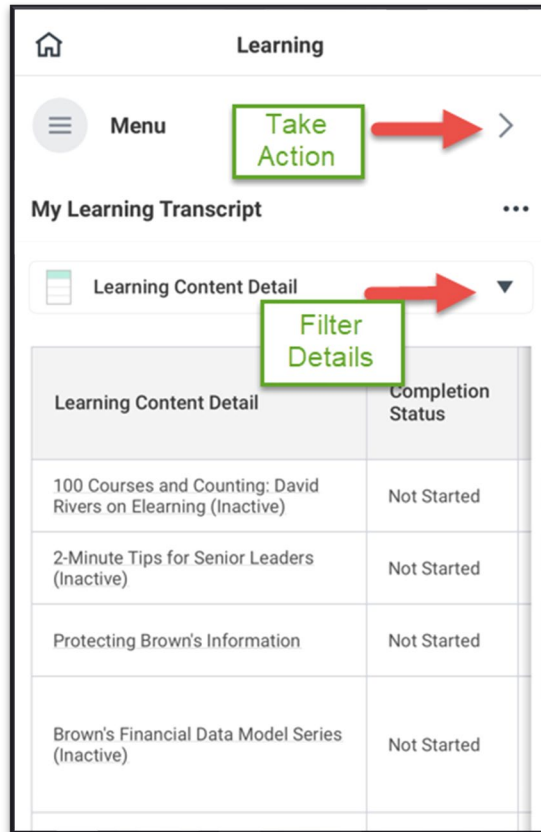 Learning
Menu
Take
Action
My Learning Transcript
Learning Content Detail
Filter
Details
Learning Content Detail
Completion
Status
100 Courses and Counting: David
Rivers on Elearning (Inactive)
Not Started
2-Minute Tips for Senior Leaders
(Inactive)
Not Started
Protecting Brown's Information
Not Started
Brown's Financial Data Model Series
(Inactive)
Not Started